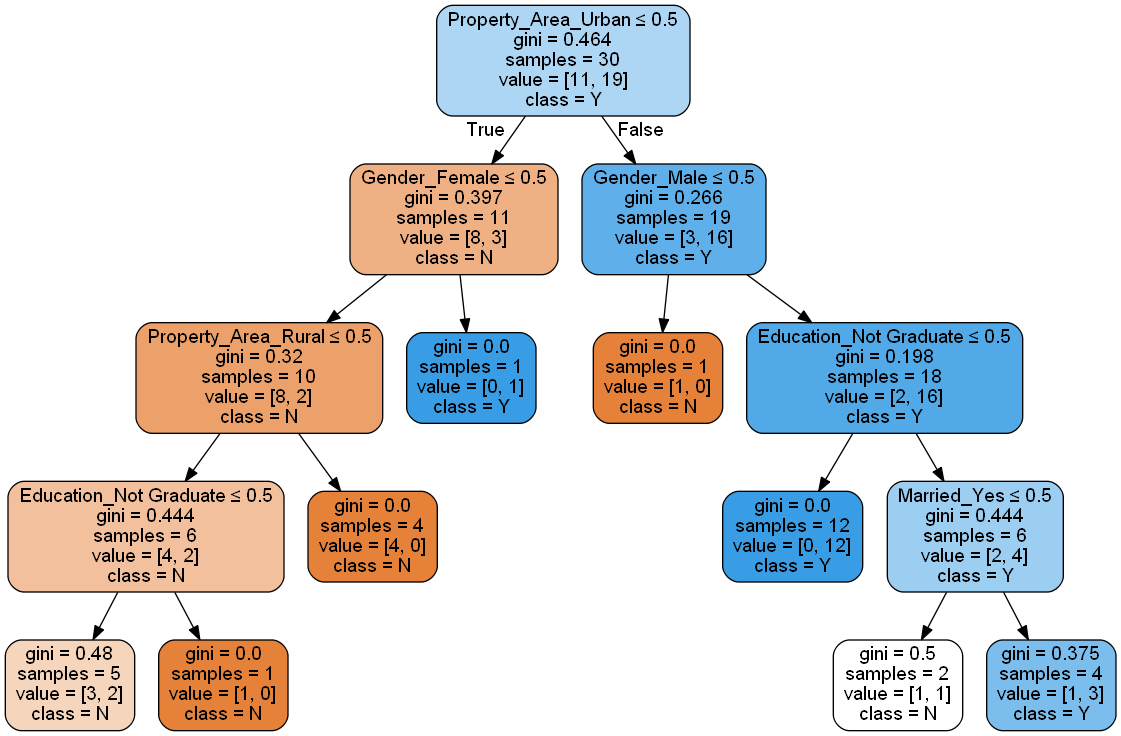 Property_Area_Urban ≤ 0.5
gini = 0.464
samples = 30
value = [11, 19]
class = Y
True
False
Gender_Female ≤ 0.5
gini = 0.397
samples = 11
value = [8, 3]
class = N
Gender_Male ≤ 0.5
gini = 0.266
samples = 19
value = [3, 16]
class = Y
Property_Area_Rural ≤ 0.5
gini = 0.32
samples = 10
value = [8, 2]
class = N
gini = 0.0
samples = 1
value = [0, 1]
class = Y
gini = 0.0
samples = 1
value = [1, 0]
class = N
Education_Not Graduate ≤ 0.5
gini = 0.198
samples = 18
value = [2, 16]
class = Y
Education_Not Graduate ≤ 0.5
gini = 0.444
samples = 6
value = [4, 2]
class = N
gini = 0.0
samples = 4
value = [4, 0]
class = N
gini = 0.0
samples = 12
value = [0, 12]
class = Y
Married_Yes ≤ 0.5
gini = 0.444
samples = 6
value = [2, 4]
class = Y
gini = 0.48
samples = 5
value = [3, 2]
class = N
gini = 0.0
samples = 1
value = [1, 0]
class = N
gini = 0.5
samples = 2
value = [1, 1]
class = N
gini = 0.375
samples = 4
value = [1, 3]
class = Y